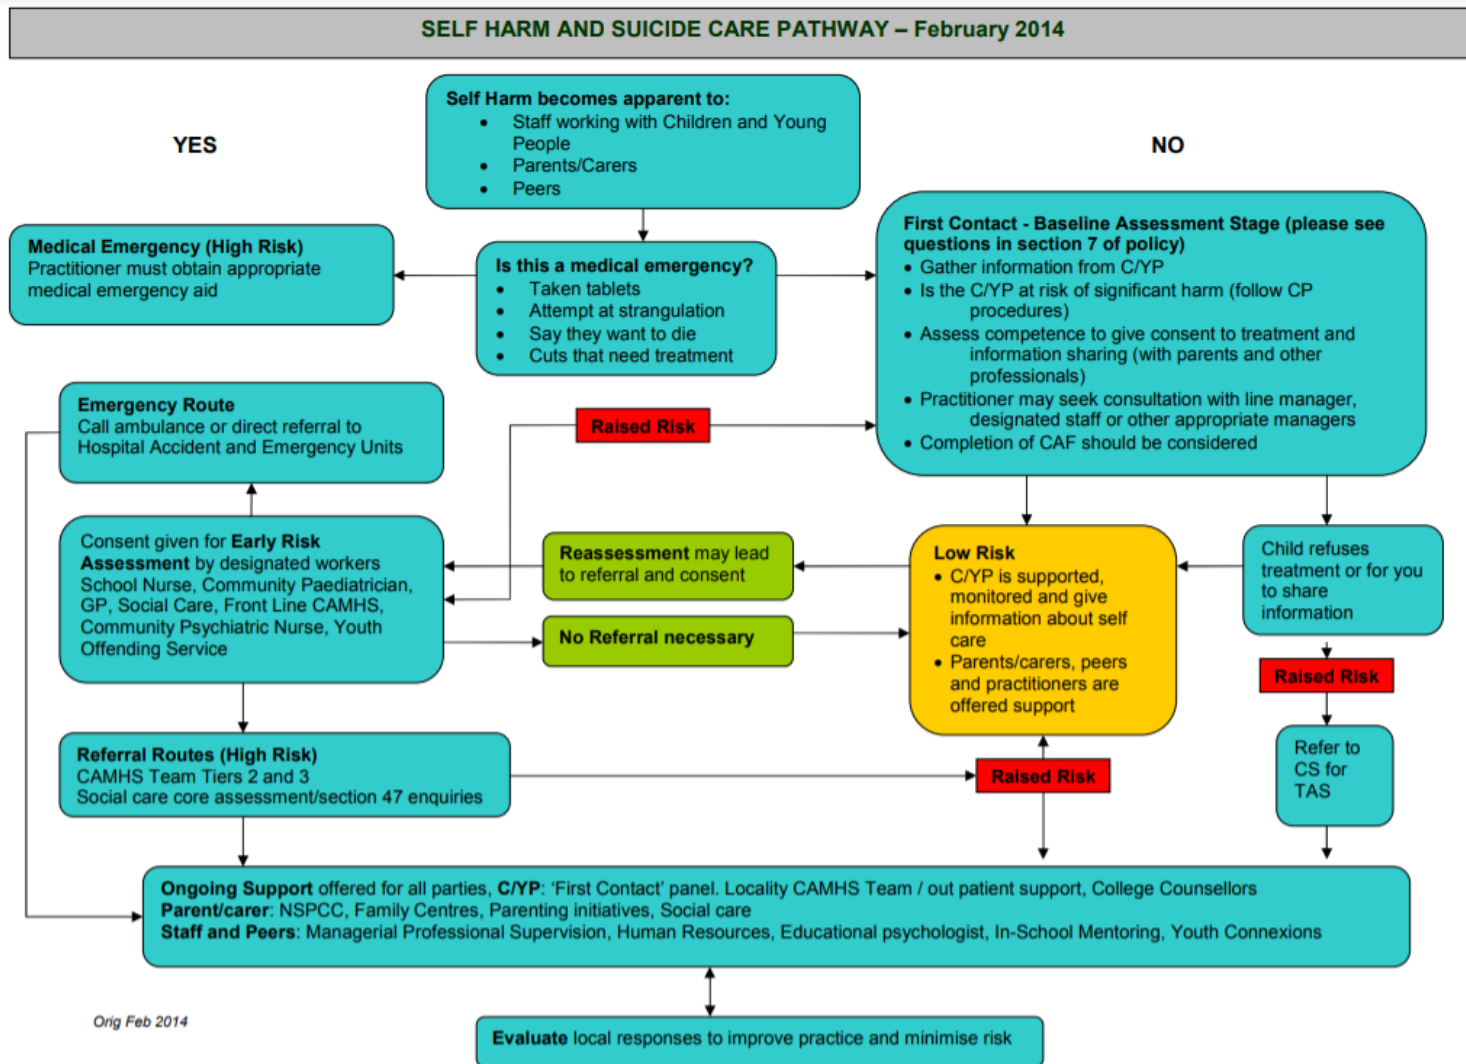 SELF HARM AND SUICIDE CARE PATHWAY – February 2014
YES
NO
Self Harm becomes apparent to:
• Staff working with Children and Young
People
• Parents/Carers
• Peers
Medical Emergency (High Risk)
Practitioner must obtain appropriate
medical emergency aid
Is this a medical emergency?
• Taken tablets
• Attempt at strangulation
• Say they want to die
• Cuts that need treatment
First Contact - Baseline Assessment Stage (please see
questions in section 7 of policy)
• Gather information from C/YP
• Is the C/YP at risk of significant harm (follow CP
procedures)
• Assess competence to give consent to treatment and
information sharing (with parents and other
professionals)
• Practitioner may seek consultation with line manager,
designated staff or other appropriate managers
• Completion of CAF should be considered
Emergency Route
Call ambulance or direct referral to
Hospital Accident and Emergency Units
Raised Risk
Consent given for Early Risk
Assessment by designated workers
School Nurse, Community Paediatrician,
GP, Social Care, Front Line CAMHS,
Community Psychiatric Nurse, Youth
Offending Service
Reassessment may lead
to referral and consent
No Referral necessary
Low Risk
• C/YP is supported,
monitored and give
information about self
care
• Parents/carers, peers
and practitioners are
offered support
Child refuses
treatment or for you
to share
information
Raised Risk
Refer to
CS for
TAS
Referral Routes (High Risk)
CAMHS Team Tiers 2 and 3
Social care core assessment/section 47 enquiries
Raised Risk
Ongoing Support offered for all parties, C/YP: ‘First Contact’ panel. Locality CAMHS Team / out patient support, College Counsellors
Parent/carer: NSPCC, Family Centres, Parenting initiatives, Social care
Staff and Peers: Managerial Professional Supervision, Human Resources, Educational psychologist, In-School Mentoring, Youth Connexions
Orig Feb 2014
Evaluate local responses to improve practice and minimise risk